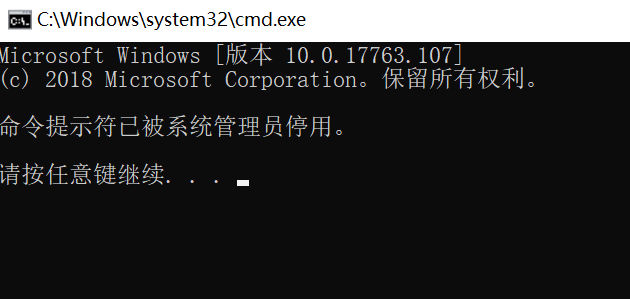 C:\Windows\system32\cmd.exe
Microsoft Windows [版本 10.0.17763.107]
(c) 2018 Microsoft Corporation。保留所有权利。
命令提示符已被系统管理员停用。
请按任意键继续. . .